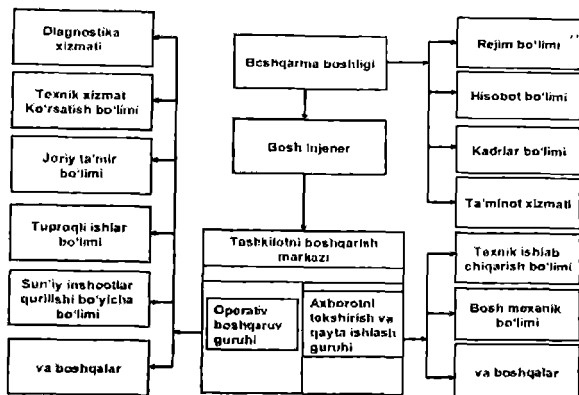 Diagnostika
xizmati
Texnik xizmat
Ko'rsatish bo'limi
Joriy ta'mir
bo'limi
Tuproqli ishlar
bo'limi
Sun'iy inshootlar
qurilishi bo'yicha
bo'limi
va boshqalar
Boshqarma boshligi
Bosh Injener
Tashkilotni boshqarish
markazi
Operativ
boshqaruv
guruhi
Axborotni
tekshirish va
qayta ishlash
guruhi
Rejim bo'limi
Hisobot bo'limi
Kadrlar bo'limi
Ta'minot xizmati
Texnik ishlab
chiqarish bo'limi
Bosh mexanik
bo'limi
va boshqalar